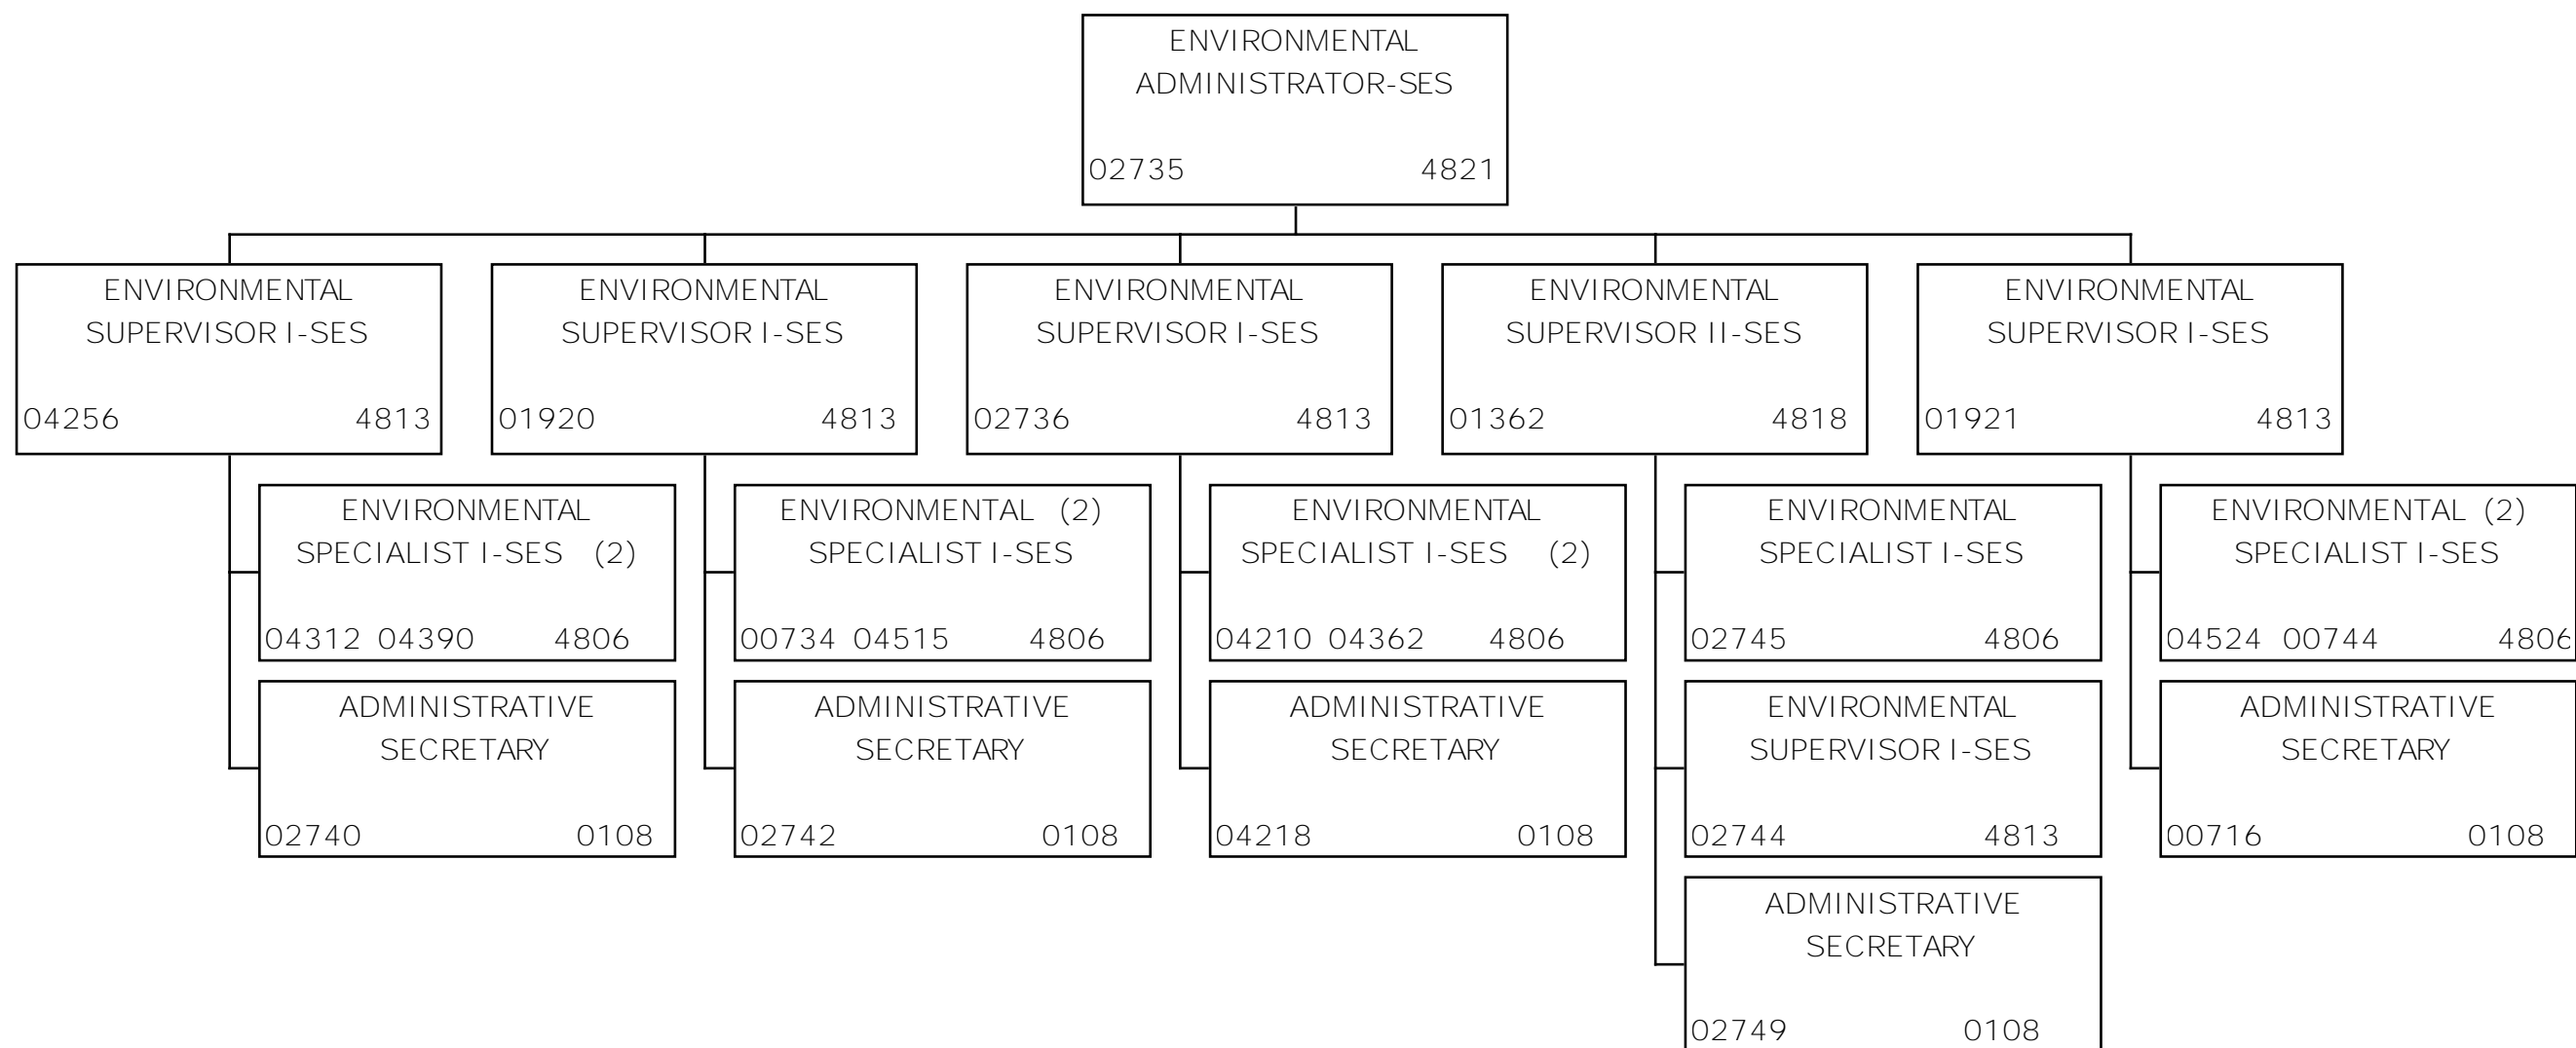 ENVIRONMENTAL
ADMINISTRATOR-SES
02735 4821
ENVIRONMENTAL
SUPERVISOR I-SES
04256 4813
ENVIRONMENTAL
SUPERVISOR I-SES
01920 4813
ENVIRONMENTAL
SUPERVISOR I-SES
02736 4813
ENVIRONMENTAL
SUPERVISOR II-SES
01362 4818
ENVIRONMENTAL
SUPERVISOR I-SES
01921 4813
ENVIRONMENTAL
SPECIALIST I-SES (2)
04312 04390 4806
ENVIRONMENTAL (2)
SPECIALIST I-SES
00734 04515 4806
ENVIRONMENTAL
SPECIALIST I-SES (2)
04210 04362 4806
ENVIRONMENTAL
SPECIALIST I-SES
02745 4806
ENVIRONMENTAL (2)
SPECIALIST I-SES
04524 00744 4806
ADMINISTRATIVE
SECRETARY
02740 0108
ADMINISTRATIVE
SECRETARY
02742 0108
ADMINISTRATIVE
SECRETARY
04218 0108
ENVIRONMENTAL
SUPERVISOR I-SES
02744 4813
ADMINISTRATIVE
SECRETARY
00716 0108
ADMINISTRATIVE
SECRETARY
02749 0108